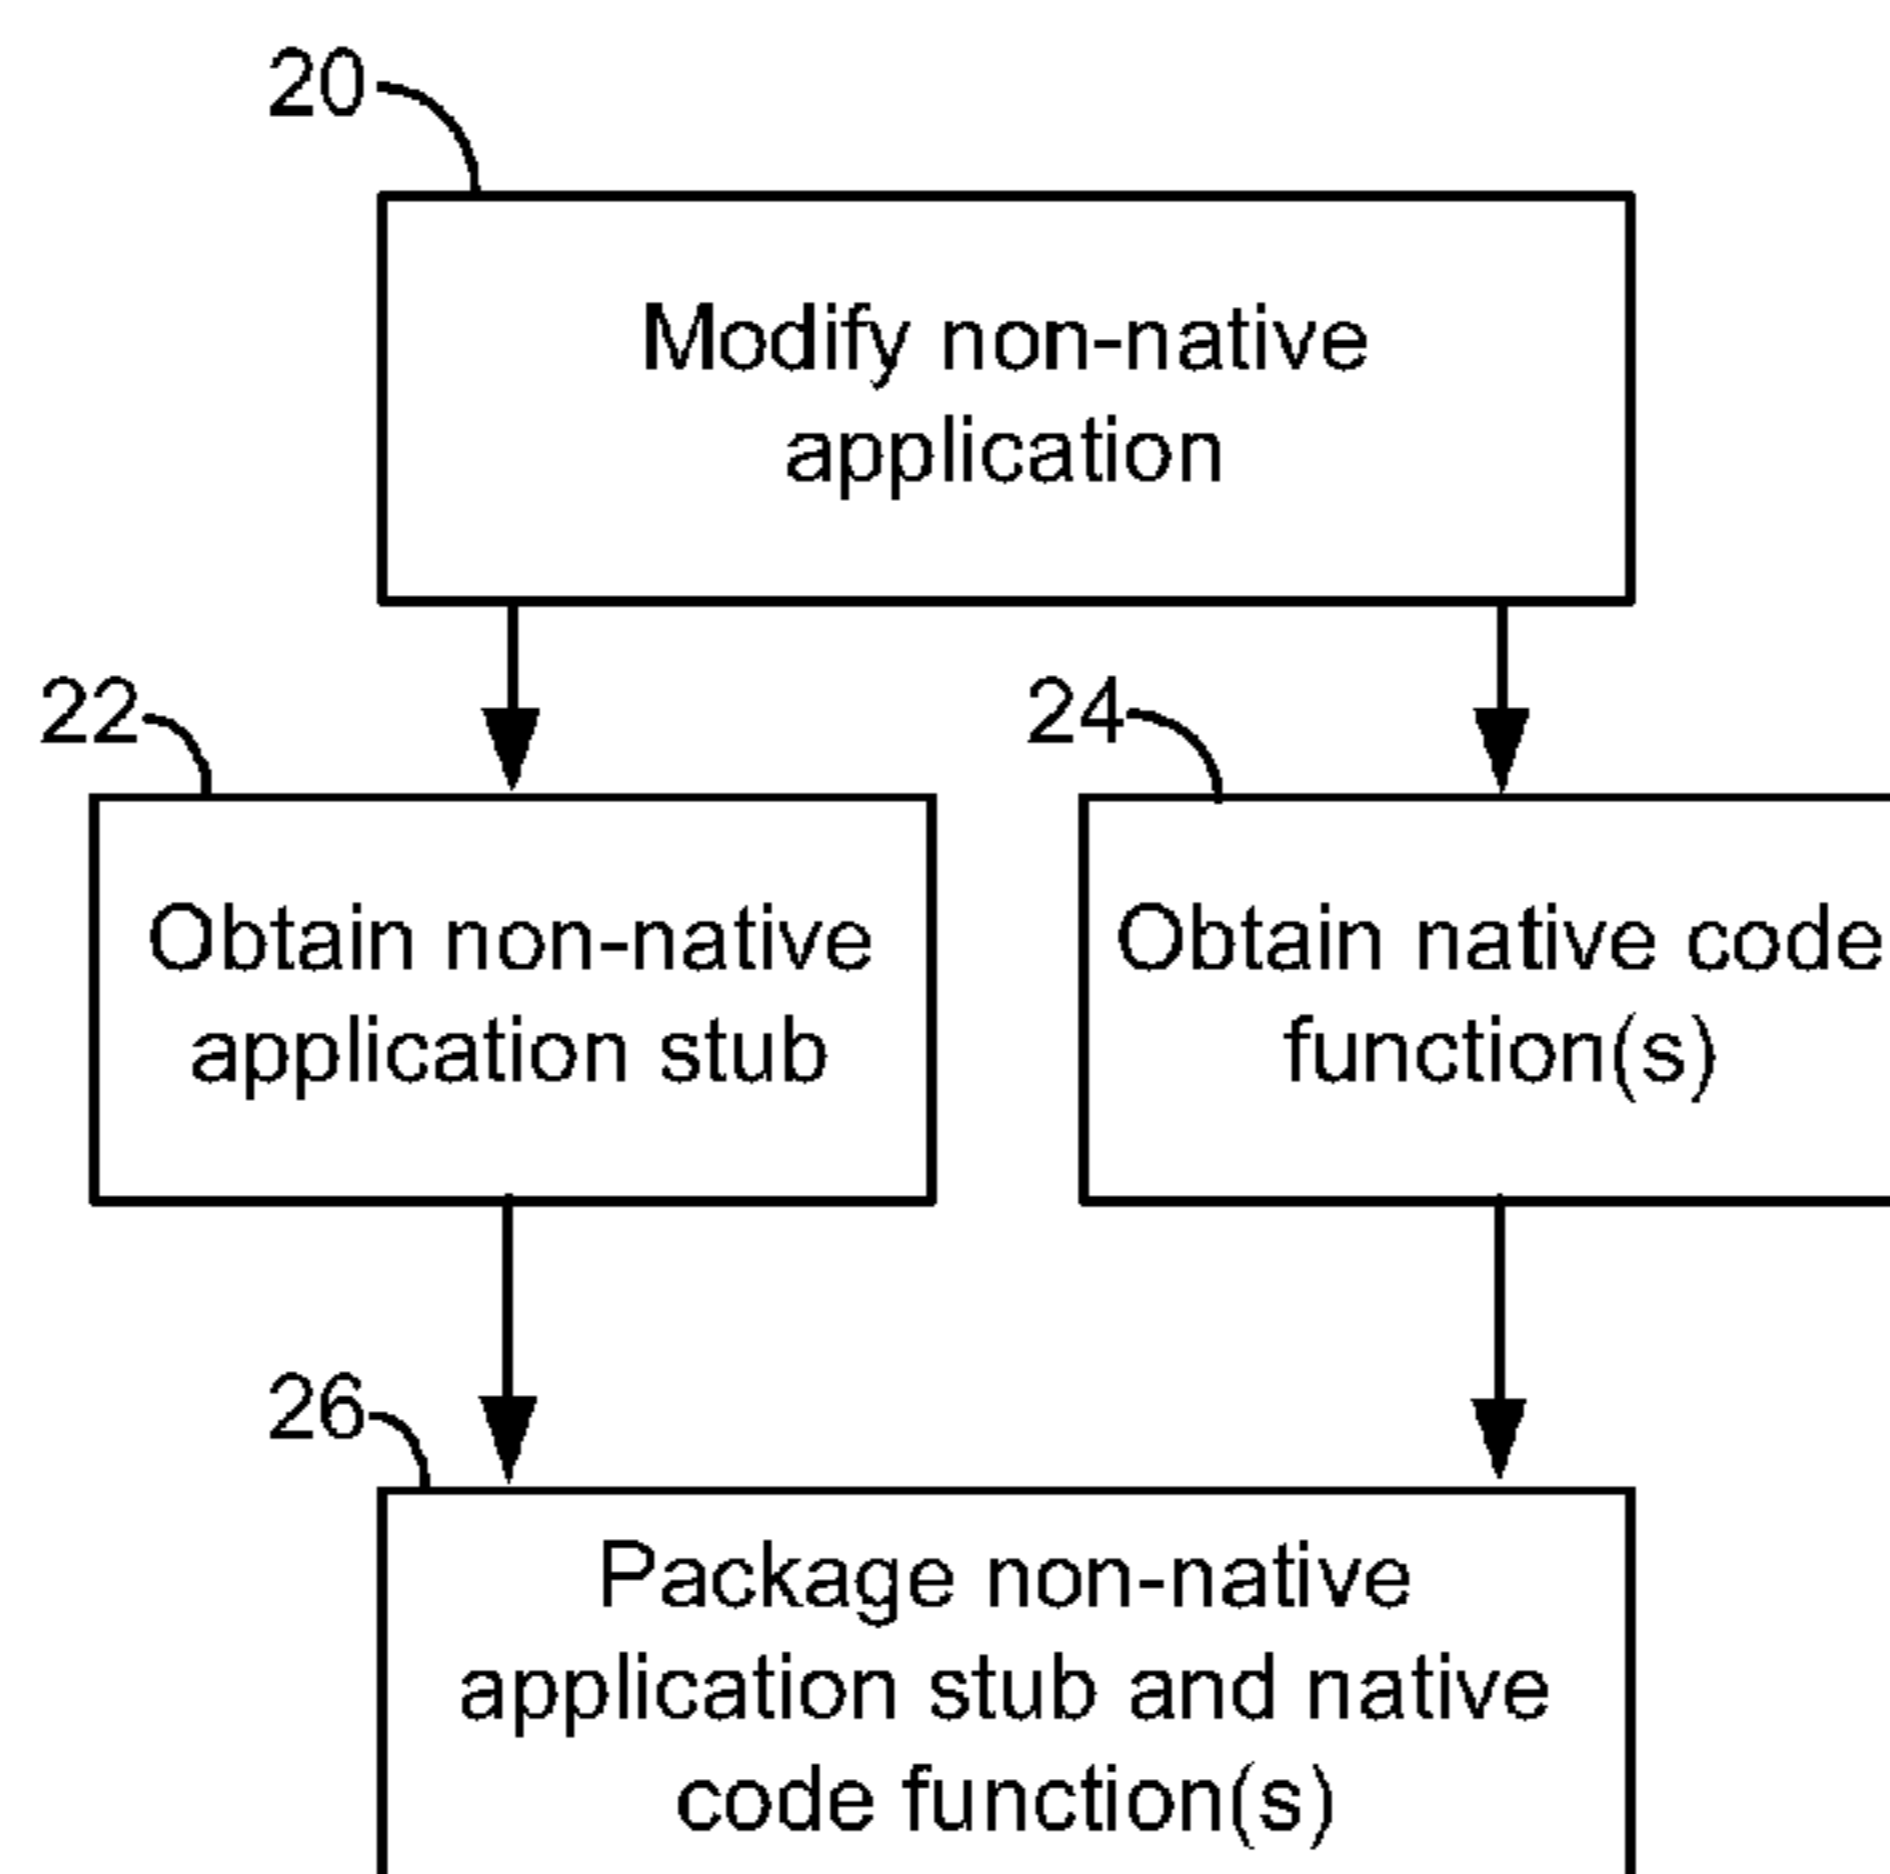 20
Modify non-native
application
22
24
Obtain non-native
application stub
Obtain native code
function(s)
26
Package non-native
application stub and native
code function(s)